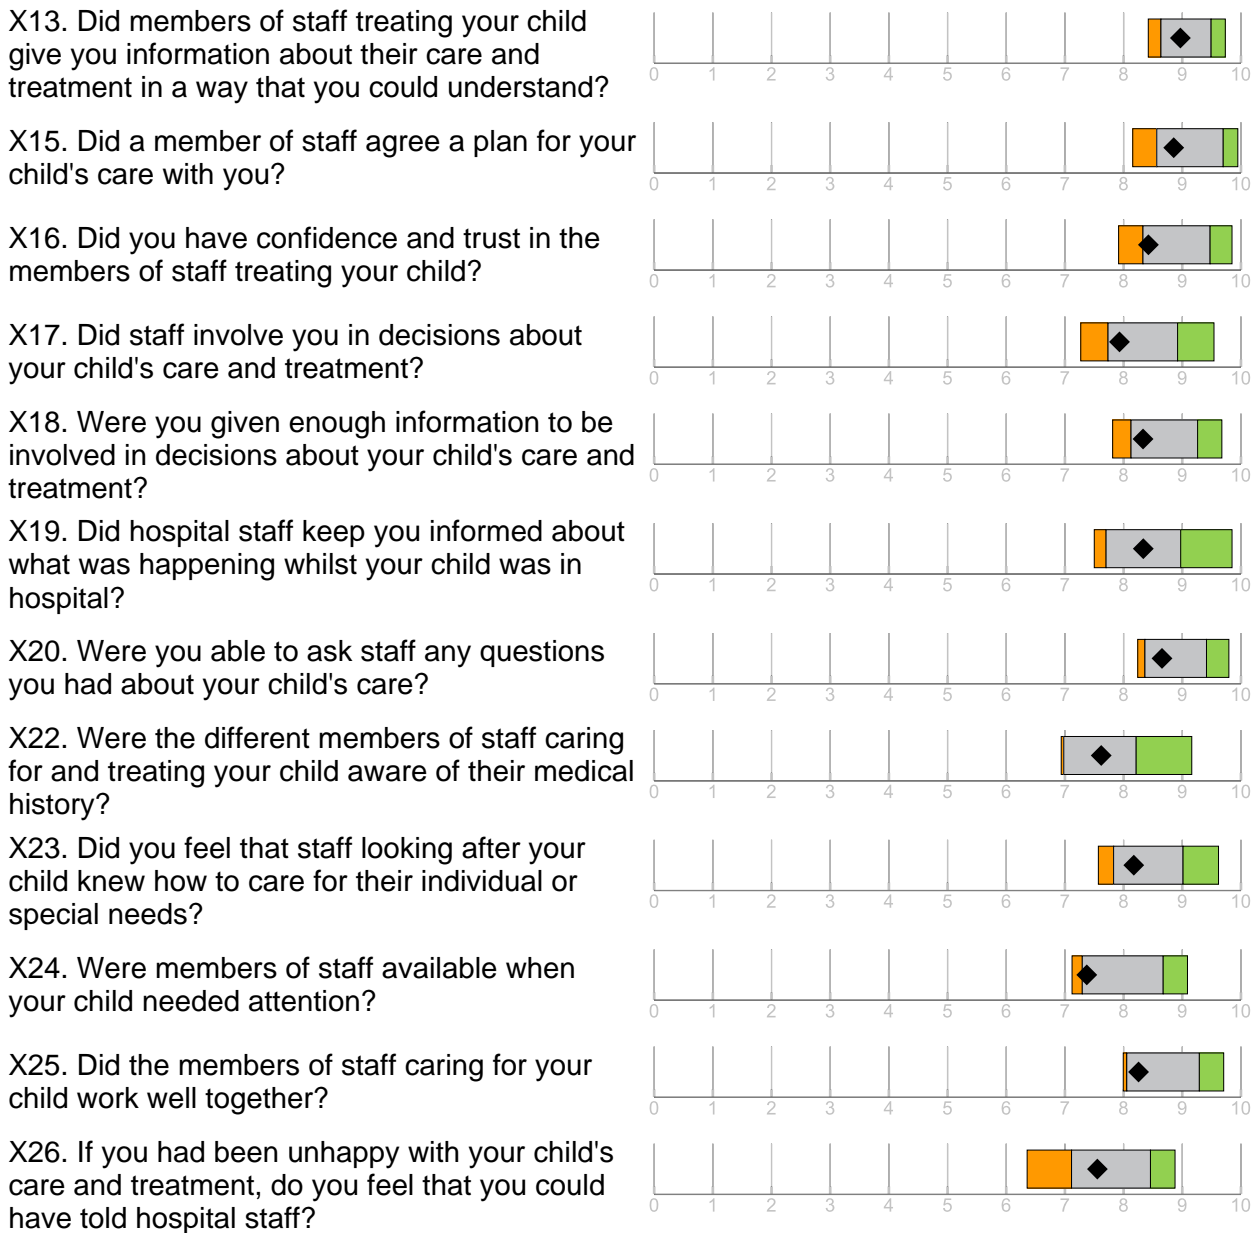 X13. Did members of staff treating your child
give you information about their care and
treatment in a way that you could understand?
0 1 2 3 4 5 6 7 8 9 10
X15. Did a member of staff agree a plan for your
child's care with you?
0 1 2 3 4 5 6 7 8 9 10
X16. Did you have confidence and trust in the
members of staff treating your child?
0 1 2 3 4 5 6 7 8 9 10
X17. Did staff involve you in decisions about
your child's care and treatment?
0 1 2 3 4 5 6 7 8 9 10
X18. Were you given enough information to be
involved in decisions about your child's care and
treatment?
0 1 2 3 4 5 6 7 8 9 10
X19. Did hospital staff keep you informed about
what was happening whilst your child was in
hospital?
0 1 2 3 4 5 6 7 8 9 10
X20. Were you able to ask staff any questions
you had about your child's care?
0 1 2 3 4 5 6 7 8 9 10
X22. Were the different members of staff caring
for and treating your child aware of their medical
history?
0 1 2 3 4 5 6 7 8 9 10
X23. Did you feel that staff looking after your
child knew how to care for their individual or
special needs?
0 1 2 3 4 5 6 7 8 9 10
X24. Were members of staff available when
your child needed attention?
0 1 2 3 4 5 6 7 8 9 10
X25. Did the members of staff caring for your
child work well together?
0 1 2 3 4 5 6 7 8 9 10
X26. If you had been unhappy with your child's
care and treatment, do you feel that you could
have told hospital staff?
0 1 2 3 4 5 6 7 8 9 10